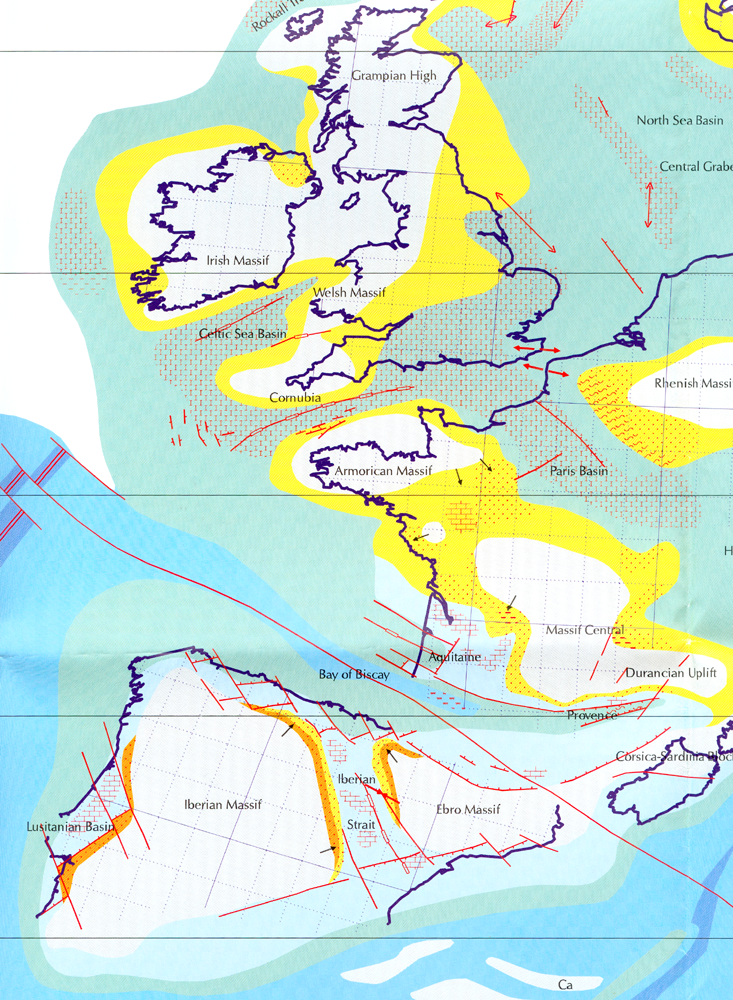 Rockall Tr
Grampian High
North Sea Basin
Central Grabe
Irish Massif
Welsh Massif
Celtic Sea Basin
Rhenish Massi
Cornubia
Armorican Massif
Paris Basin
H
Massif Central
Aquitaine
Durancian Uplift
Bay of Biscay
Provence
Corsica-Sardinia Block
Iberian
Iberian Massif
Ebro Massif
Strait
Lusitanian Basin
Ca